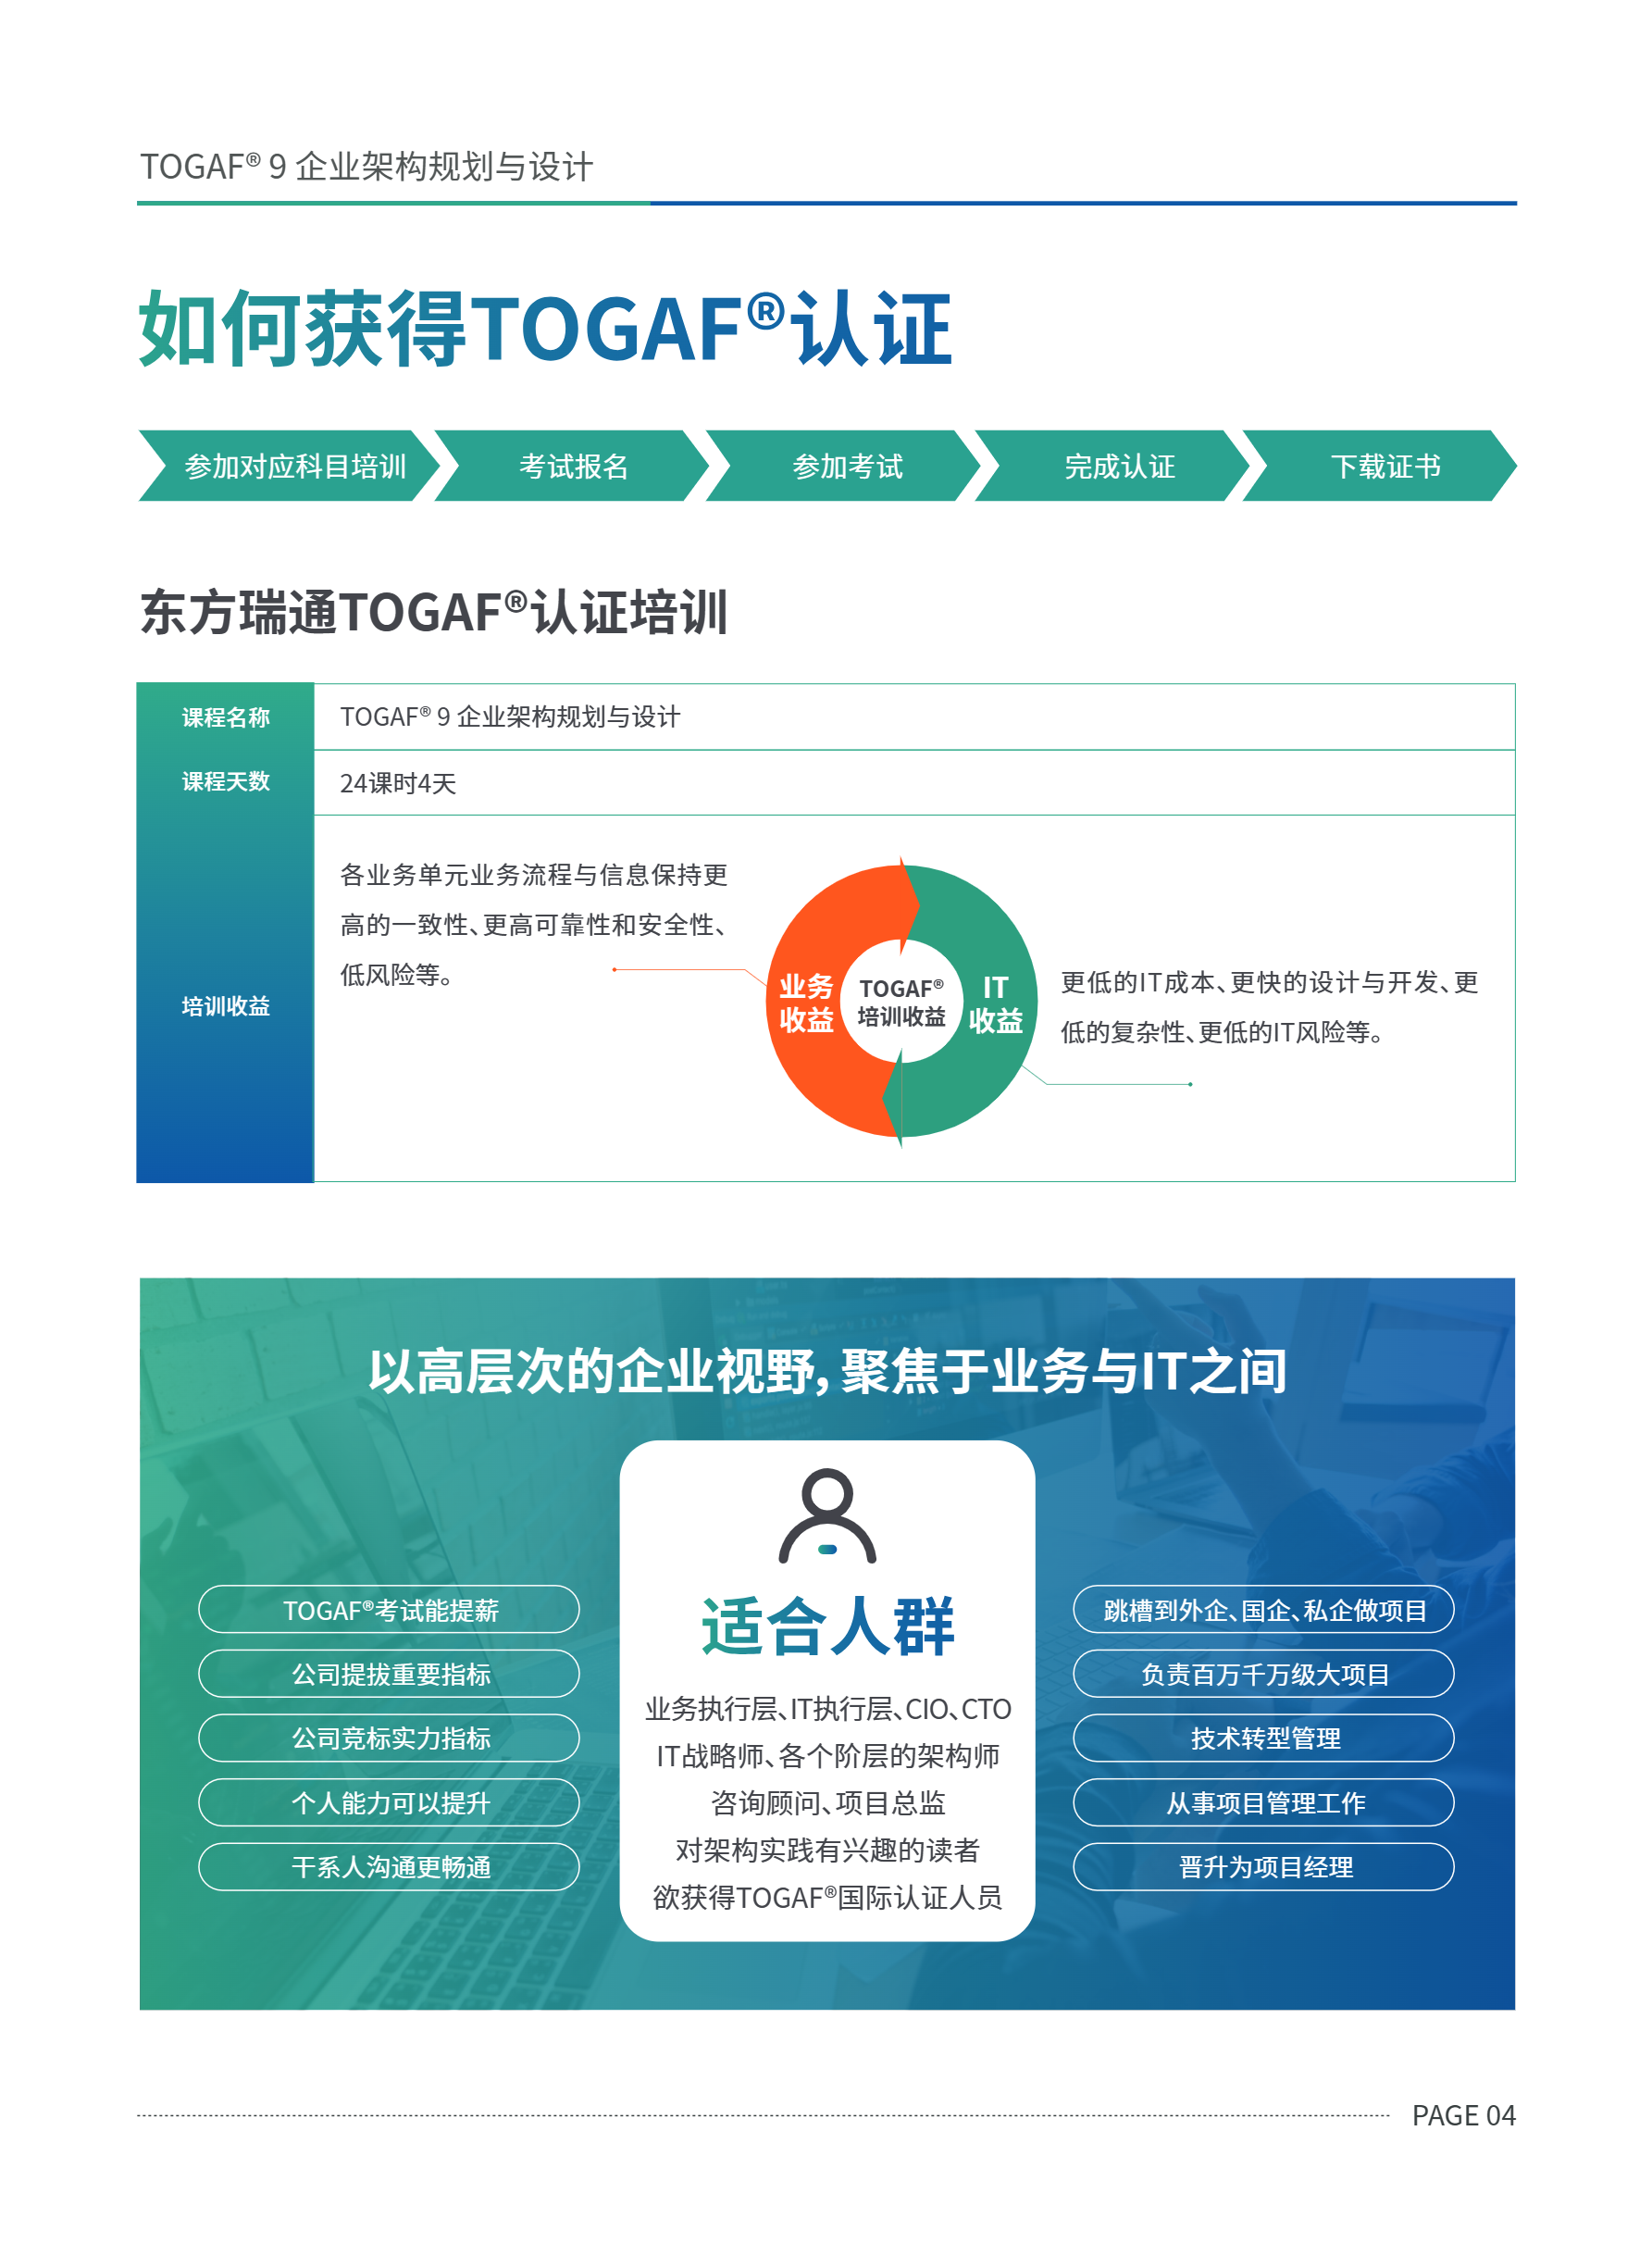 TOGAF® 9 企业架构规划与设计
如何获得TOGAF®认证
参加对应科目培训
考试报名
参加考试
完成认证
下载证书
东方瑞通TOGAF®认证培训
课程名称
TOGAF® 9 企业架构规划与设计
课程天数
24课时4天
培训收益
各业务单元业务流程与信息保持更
高的一致性、更高可靠性和安全性、
低风险等。
业务
收益
TOGAF®
培训收益
IT
收益
更低的IT成本、更快的设计与开发、更
低的复杂性、更低的IT风险等。
以高层次的企业视野，聚焦于业务与IT之间
TOGAF®考试能提薪
公司提拔重要指标
公司竞标实力指标
个人能力可以提升
干系人沟通更畅通
适合人群
业务执行层、IT执行层、CIO、CTO
IT战略师、各个阶层的架构师
咨询顾问、项目总监
对架构实践有兴趣的读者
欲获得TOGAF®国际认证人员
跳槽到外企、国企、私企做项目
负责百万千万级大项目
技术转型管理
从事项目管理工作
晋升为项目经理
PAGE 04